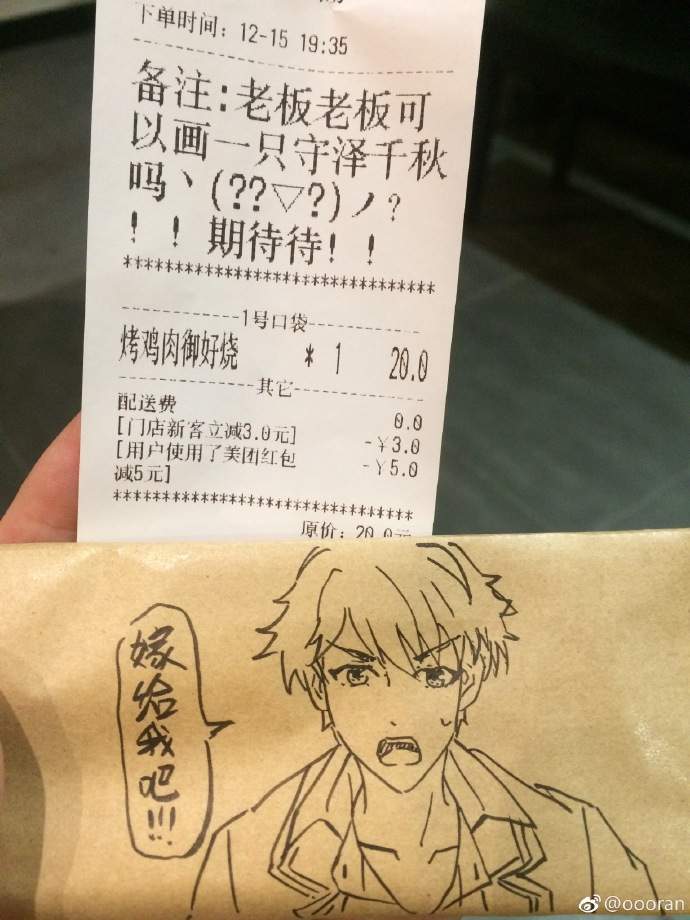 下单时间: 12-15 19:35
备注:老板老板可
以画一只守泽千秋
吗丶(??▽?)ノ?
!!期待待!!
********************************
1号口袋
烤鸡肉御好烧 * 1 20.0
其它
配送费 0.0
[门店新客立减3.0元] -￥3.0
[用户使用了美团红包 -￥5.0
减5元]
********************************
原价: 20.0元
嫁给我吧!!!
@oooran